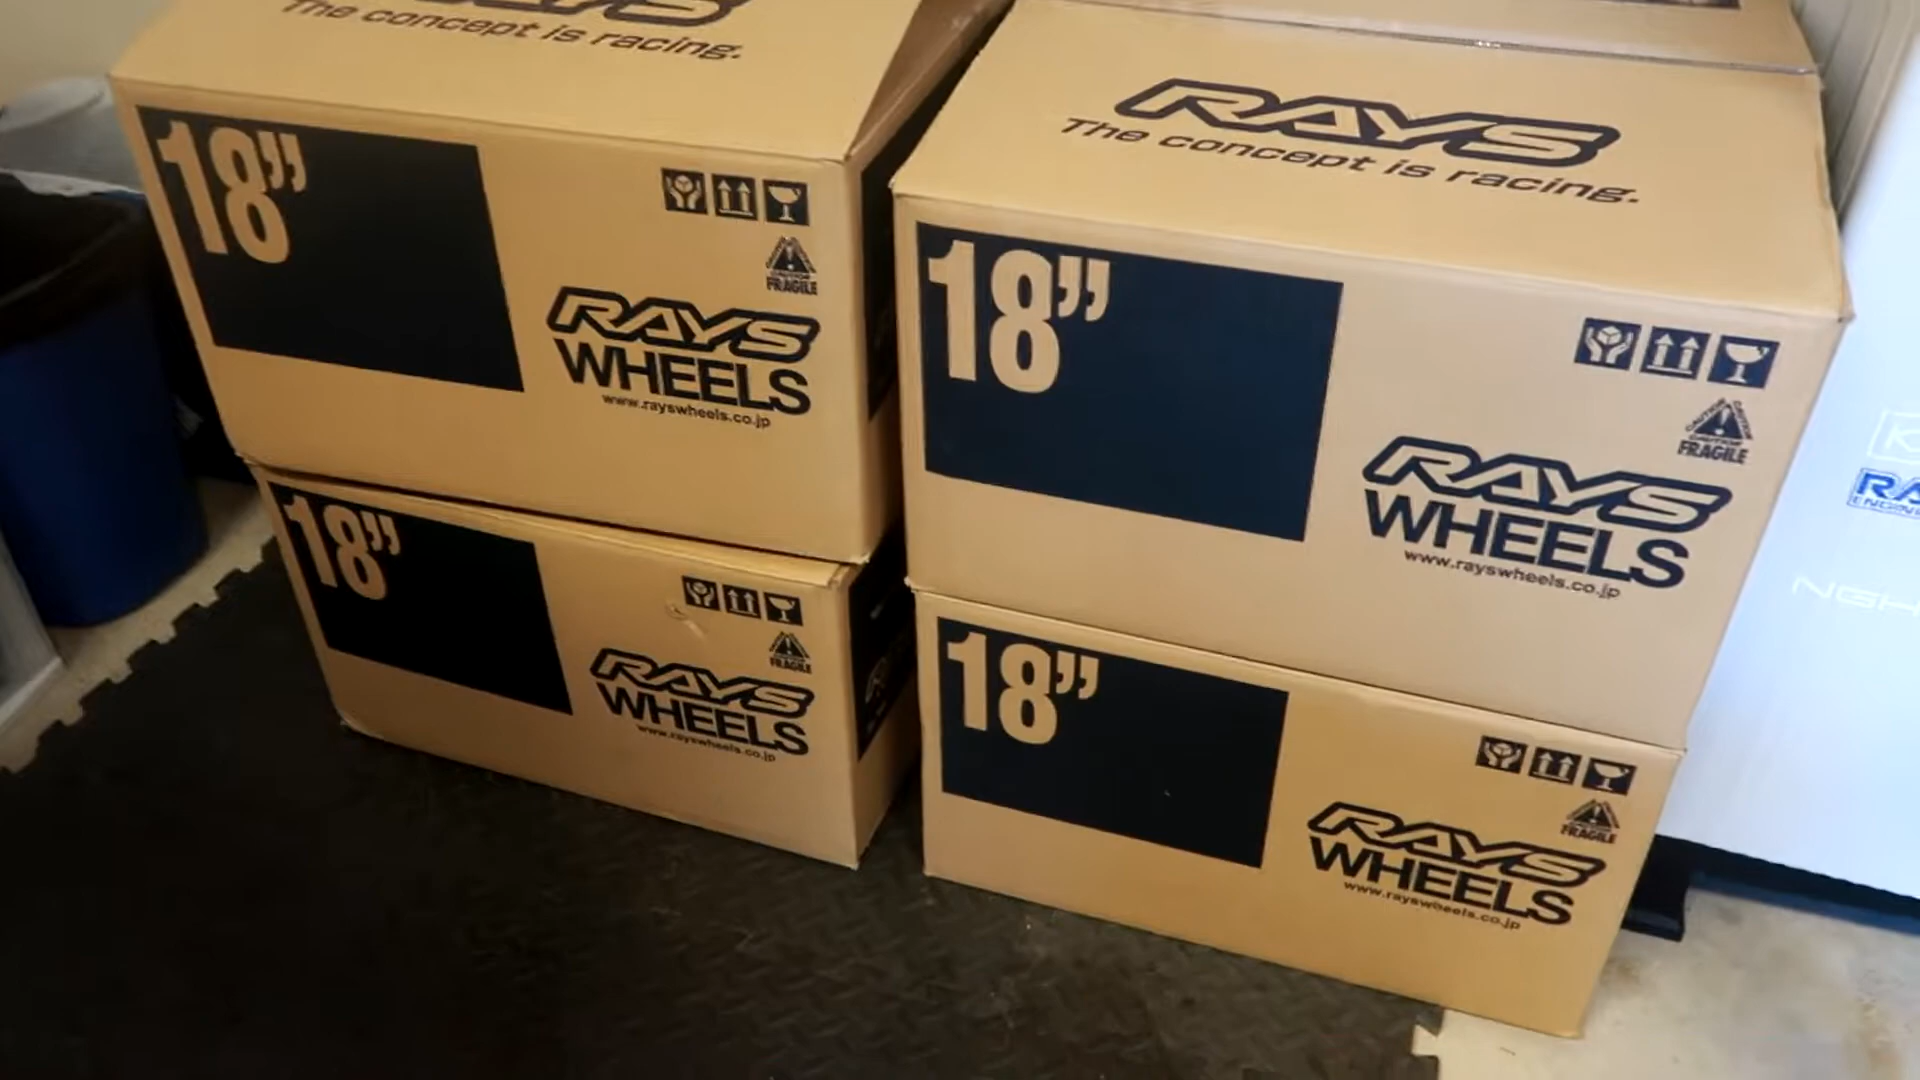 RAYS
The concept is racing.
18”
FRAGILE
RAYS
WHEELS
www.rayswheels.co.jp
RAYS
The concept is racing.
18”
CAUTION
FRAGILE
RAYS
WHEELS
www.rayswheels.co.jp
18”
FRAGILE
RAYS
WHEELS
www.rayswheels.co.jp
18”
FRAGILE
RAYS
WHEELS
www.rayswheels.co.jp